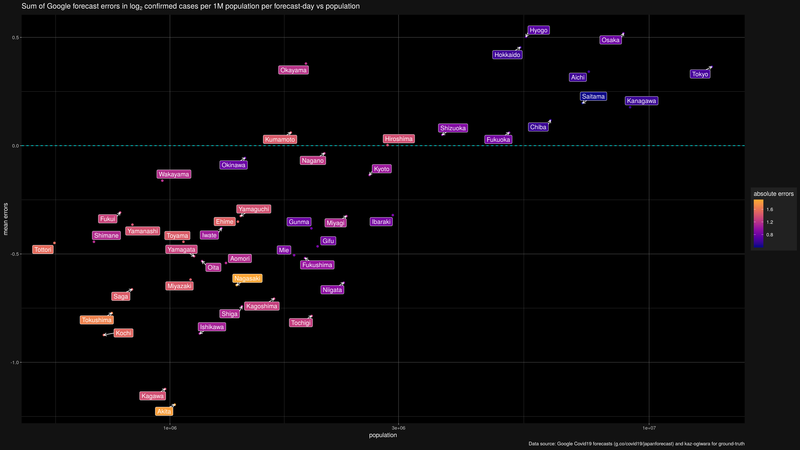 Sum of Google forecast errors in log2 confirmed cases per 1M population per forecast-day vs population
mean errors
0.5
0.0
-0.5
-1.0
Hyogo
Osaka
Hokkaido
Okayama
Aichi
Tokyo
Saitama
Kanagawa
Shizuoka
Chiba
Kumamoto
Hiroshima
Fukuoka
Nagano
Okinawa
Kyoto
Wakayama
Yamaguchi
Fukui
Ehime
Gunma
Miyagi
Ibaraki
Yamanashi
Shimane
Toyama
Iwate
Gifu
Tottori
Yamagata
Mie
Aomori
Oita
Fukushima
Nagasaki
Miyazaki
Niigata
Saga
Kagoshima
Shiga
Tokushima
Tochigi
Ishikawa
Kochi
Kagawa
Akita
1e+06
3e+06
1e+07
population
absolute errors
1.6
1.2
0.8
Data source: Google Covid19 forecasts (g.co/covid19/japanforecast) and kaz-ogiwara for ground-truth